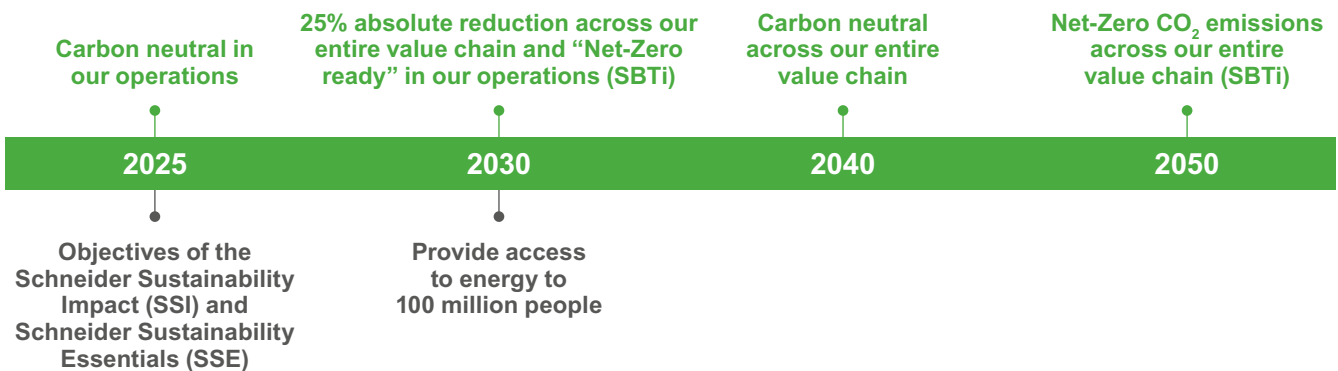 Carbon neutral in
our operations
25% absolute reduction across our
entire value chain and “Net-Zero
ready” in our operations (SBTi)
Carbon neutral
across our entire
value chain
Net-Zero CO₂ emissions
across our entire
value chain (SBTi)
2025
2030
2040
2050
Objectives of the
Schneider Sustainability
Impact (SSI) and
Schneider Sustainability
Essentials (SSE)
Provide access
to energy to
100 million people